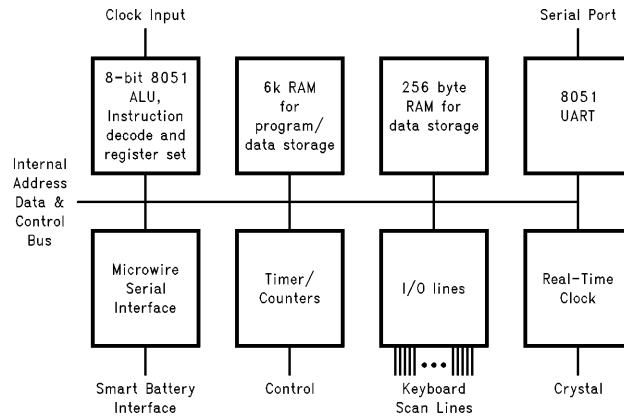 Clock Input
Serial Port
8-bit 8051
ALU,
Instruction
decode and
register set
6k RAM
for
program/
data storage
256 byte
RAM for
data storage
8051
UART
Internal
Address
Data &
Control
Bus
Microwire
Serial
Interface
Timer/
Counters
I/O lines
Real-Time
Clock
Smart Battery
Interface
Control
Keyboard
Scan Lines
Crystal